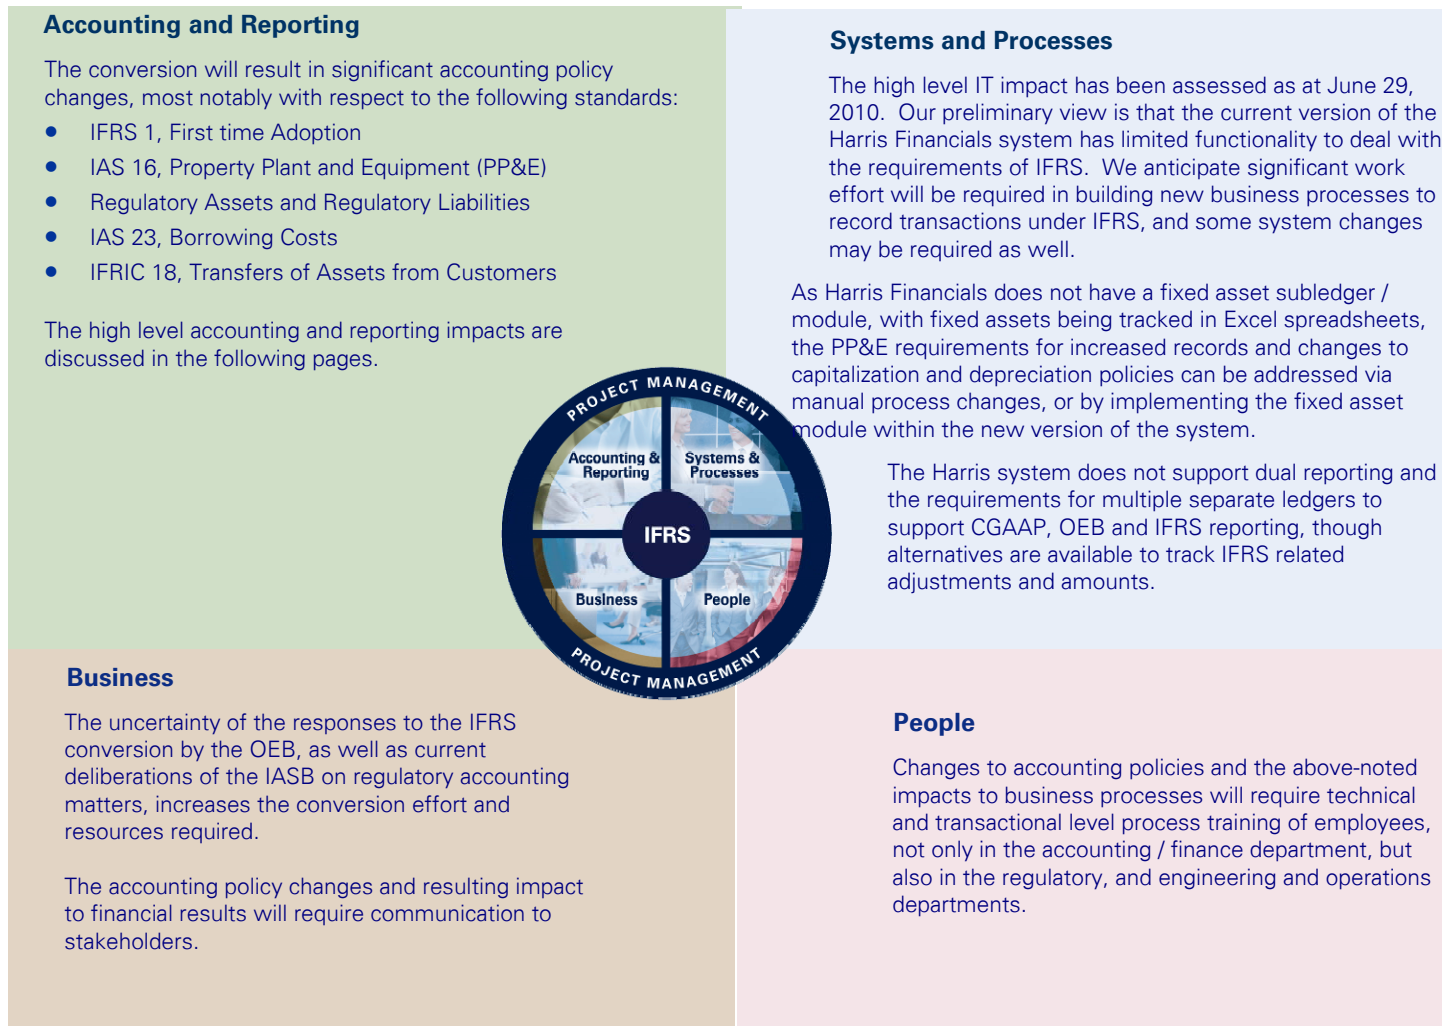 Accounting and Reporting
The conversion will result in significant accounting policy
changes, most notably with respect to the following standards:
• IFRS 1, First time Adoption
• IAS 16, Property Plant and Equipment (PP&E)
• Regulatory Assets and Regulatory Liabilities
• IAS 23, Borrowing Costs
• IFRIC 18, Transfers of Assets from Customers
The high level accounting and reporting impacts are
discussed in the following pages.
Systems and Processes
The high level IT impact has been assessed as at June 29,
2010.  Our preliminary view is that the current version of the
Harris Financials system has limited functionality to deal with
the requirements of IFRS.  We anticipate significant work
effort will be required in building new business processes to
record transactions under IFRS, and some system changes
may be required as well.
As Harris Financials does not have a fixed asset subledger /
module, with fixed assets being tracked in Excel spreadsheets,
the PP&E requirements for increased records and changes to
capitalization and depreciation policies can be addressed via
manual process changes, or by implementing the fixed asset
module within the new version of the system.
The Harris system does not support dual reporting and
the requirements for multiple separate ledgers to
support CGAAP, OEB and IFRS reporting, though
alternatives are available to track IFRS related
adjustments and amounts.
PROJECT MANAGEMENT
Accounting &
Reporting
Systems &
Processes
IFRS
Business
People
PROJECT MANAGEMENT
Business
The uncertainty of the responses to the IFRS
conversion by the OEB, as well as current
deliberations of the IASB on regulatory accounting
matters, increases the conversion effort and
resources required.
The accounting policy changes and resulting impact
to financial results will require communication to
stakeholders.
People
Changes to accounting policies and the above-noted
impacts to business processes will require technical
and transactional level process training of employees,
not only in the accounting / finance department, but
also in the regulatory, and engineering and operations
departments.